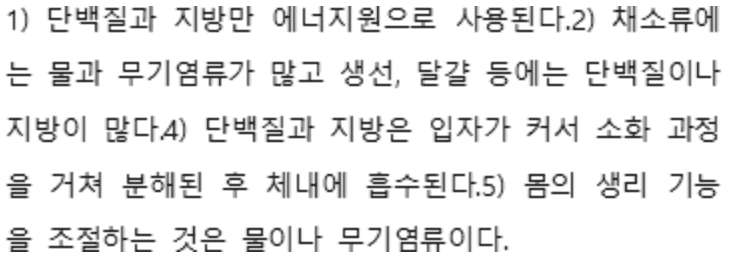 1) 단백질과 지방만 에너지원으로 사용된다.2) 채소류에
는 물과 무기염류가 많고 생선, 달걀 등에는 단백질이나
지방이 많다.4) 단백질과 지방은 입자가 커서 소화 과정
을 거쳐 분해된 후 체내에 흡수된다.5) 몸의 생리 기능
을 조절하는 것은 물이나 무기염류이다.